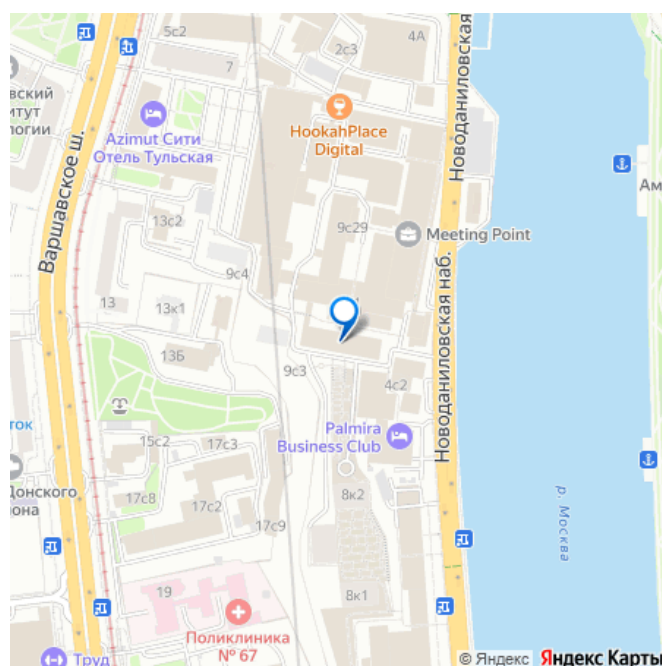 5с2
4А
2с3
7
вский
итут
логии
HookahPlace
Digital
Azimut Сити
Отель Тульская
Новоданиловская
Ам
Варшавское ш.
13с2
9с29
Meeting Point
9с4
13
13к1
Новоданиловская наб.
13Б
9с3
4с2
ток
15с2
17с3
Palmira
Business Club
Донского
она
17с8
17с2
17с9
8к2
р. Москва
19
8к1
Поликлиника
№ 67
Труд
© Яндекс Яндекс Карты